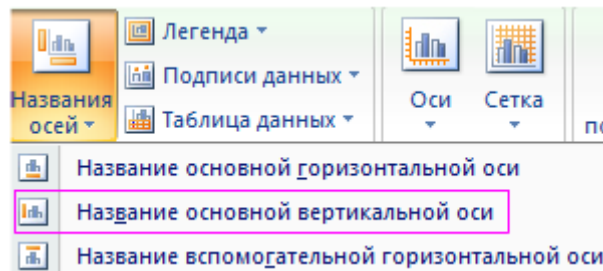 Названия осей
Легенда
Подписи данных
Таблица данных
Оси
Сетка
Название основной горизонтальной оси
Название основной вертикальной оси
Название вспомогательной горизонтальной оси